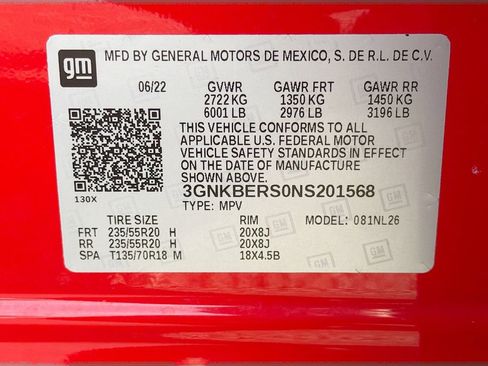 gm MFD BY GENERAL MOTORS DE MEXICO, S. DE R.L. DE C.V.
06/22 GVWR GAWR FRT GAWR RR
2722 KG 1350 KG 1450 KG
6001 LB 2976 LB 3196 LB
THIS VEHICLE CONFORMS TO ALL
APPLICABLE U.S. FEDERAL MOTOR
VEHICLE SAFETY STANDARDS IN EFFECT
ON THE DATE OF MANUFACTURE
SHOWN ABOVE.
3GNKBERS0NS201568
130X TYPE: MPV
TIRE SIZE RIM MODEL: 081NL26
FRT 235/55R20 H 20X8J
RR 235/55R20 H 20X8J
SPA T135/70R18 M 18X4.5B